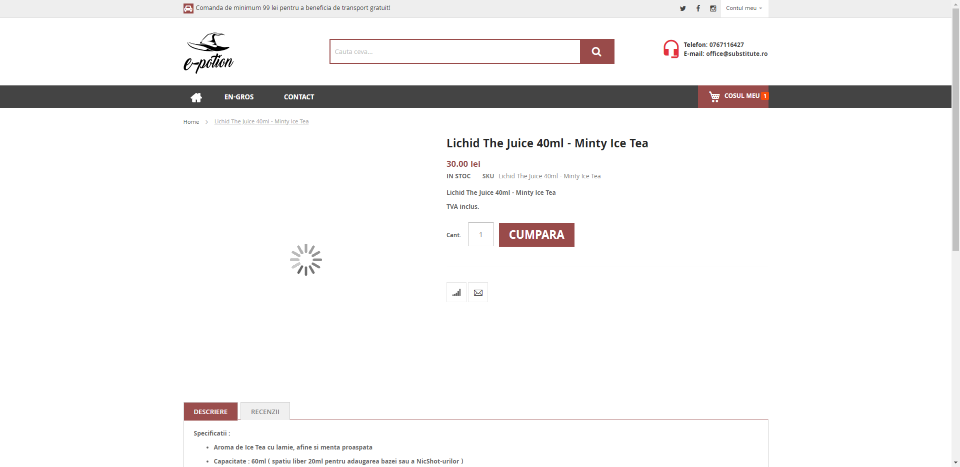 Comanda de minimum 99 lei pentru a beneficia de transport gratuit!
Contul meu
e-potion
Cauta ceva...
Telefon: 0767116427
E-mail: office@substitute.ro
EN-GROS
CONTACT
COSUL MEU 1
Home > Lichid The Juice 40ml - Minty Ice Tea
Lichid The Juice 40ml - Minty Ice Tea
30.00 lei
IN STOC SKU Lichid The Juice 40ml - Minty Ice Tea
Lichid The Juice 40ml - Minty Ice Tea
TVA inclus.
Cant. 1 CUMPARA
DESCRIERE
RECENZII
Specificatii :
• Aroma de Ice Tea cu lamie, afine si menta proaspata
• Capacitate : 60ml ( spatiu liber 20ml pentru adaugarea bazei sau a NicShot-urilor )